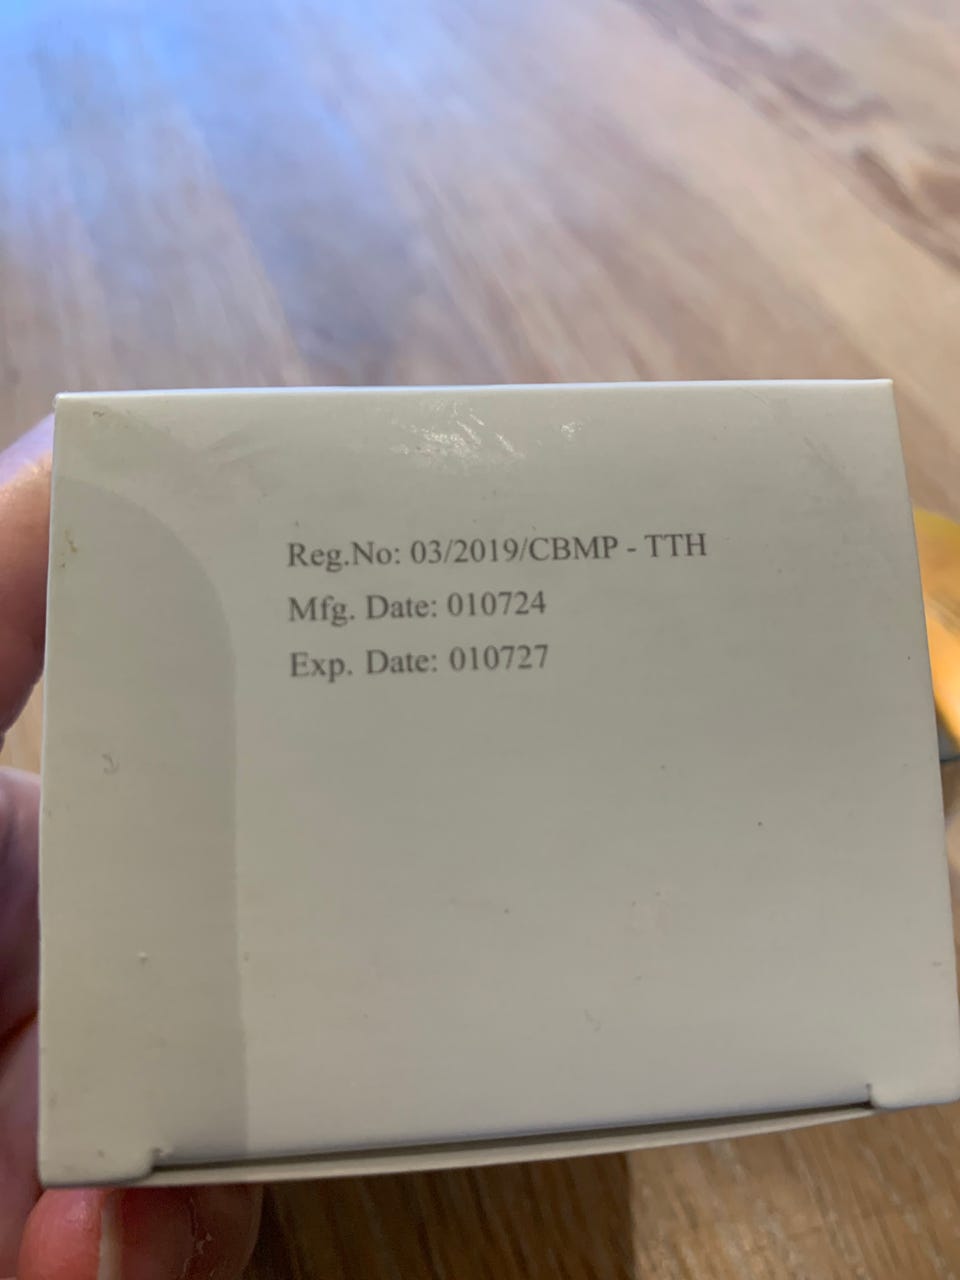 Reg.No: 03/2019/CBMP - TTH
Mfg. Date: 010724
Exp. Date: 010727